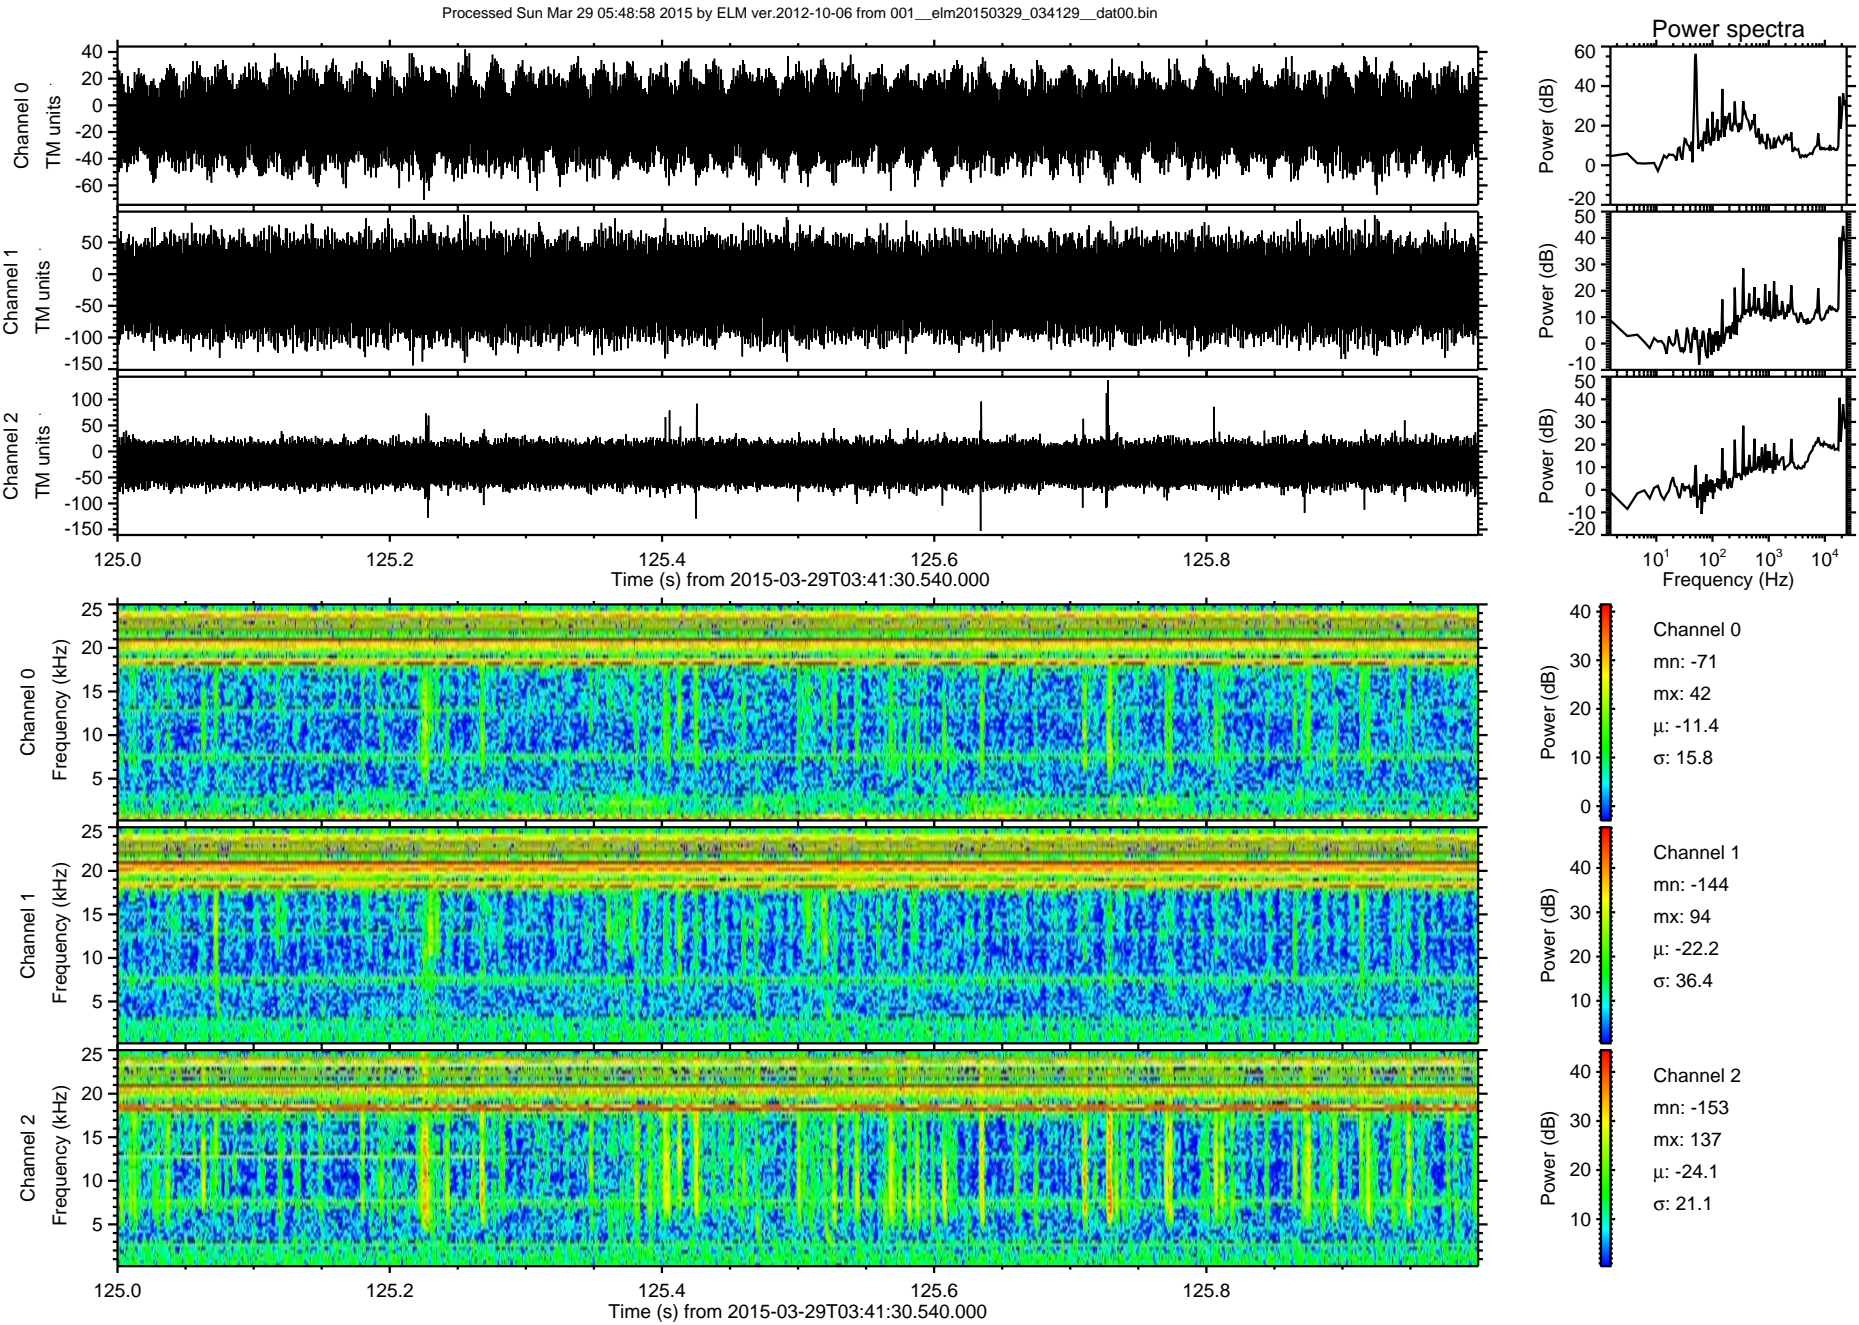 Processed Sun Mar 29 05:48:58 2015 by ELM ver.2012-10-06 from 001__elm20150329_034129__dat00.bin
Power spectra
Channel 0
TM units
40
20
0
-20
-40
-60
Power (dB)
60
40
20
0
-20
Channel 1
TM units
50
0
-50
-100
-150
Power (dB)
50
40
30
20
10
0
-10
Channel 2
TM units
100
50
0
-50
-100
-150
Power (dB)
50
40
30
20
10
0
-10
-20
125.0 125.2 125.4 125.6 125.8
Time (s) from 2015-03-29T03:41:30.540.000
10¹ 10² 10³ 10⁴
Frequency (Hz)
Channel 0
Frequency (kHz)
25
20
15
10
5
Power (dB)
40
30
20
10
0
Channel 0
mn: -71
mx: 42
μ: -11.4
σ: 15.8
Channel 1
Frequency (kHz)
25
20
15
10
5
Power (dB)
40
30
20
10
Channel 1
mn: -144
mx: 94
μ: -22.2
σ: 36.4
Channel 2
Frequency (kHz)
25
20
15
10
5
Power (dB)
40
30
20
10
Channel 2
mn: -153
mx: 137
μ: -24.1
σ: 21.1
125.0 125.2 125.4 125.6 125.8
Time (s) from 2015-03-29T03:41:30.540.000